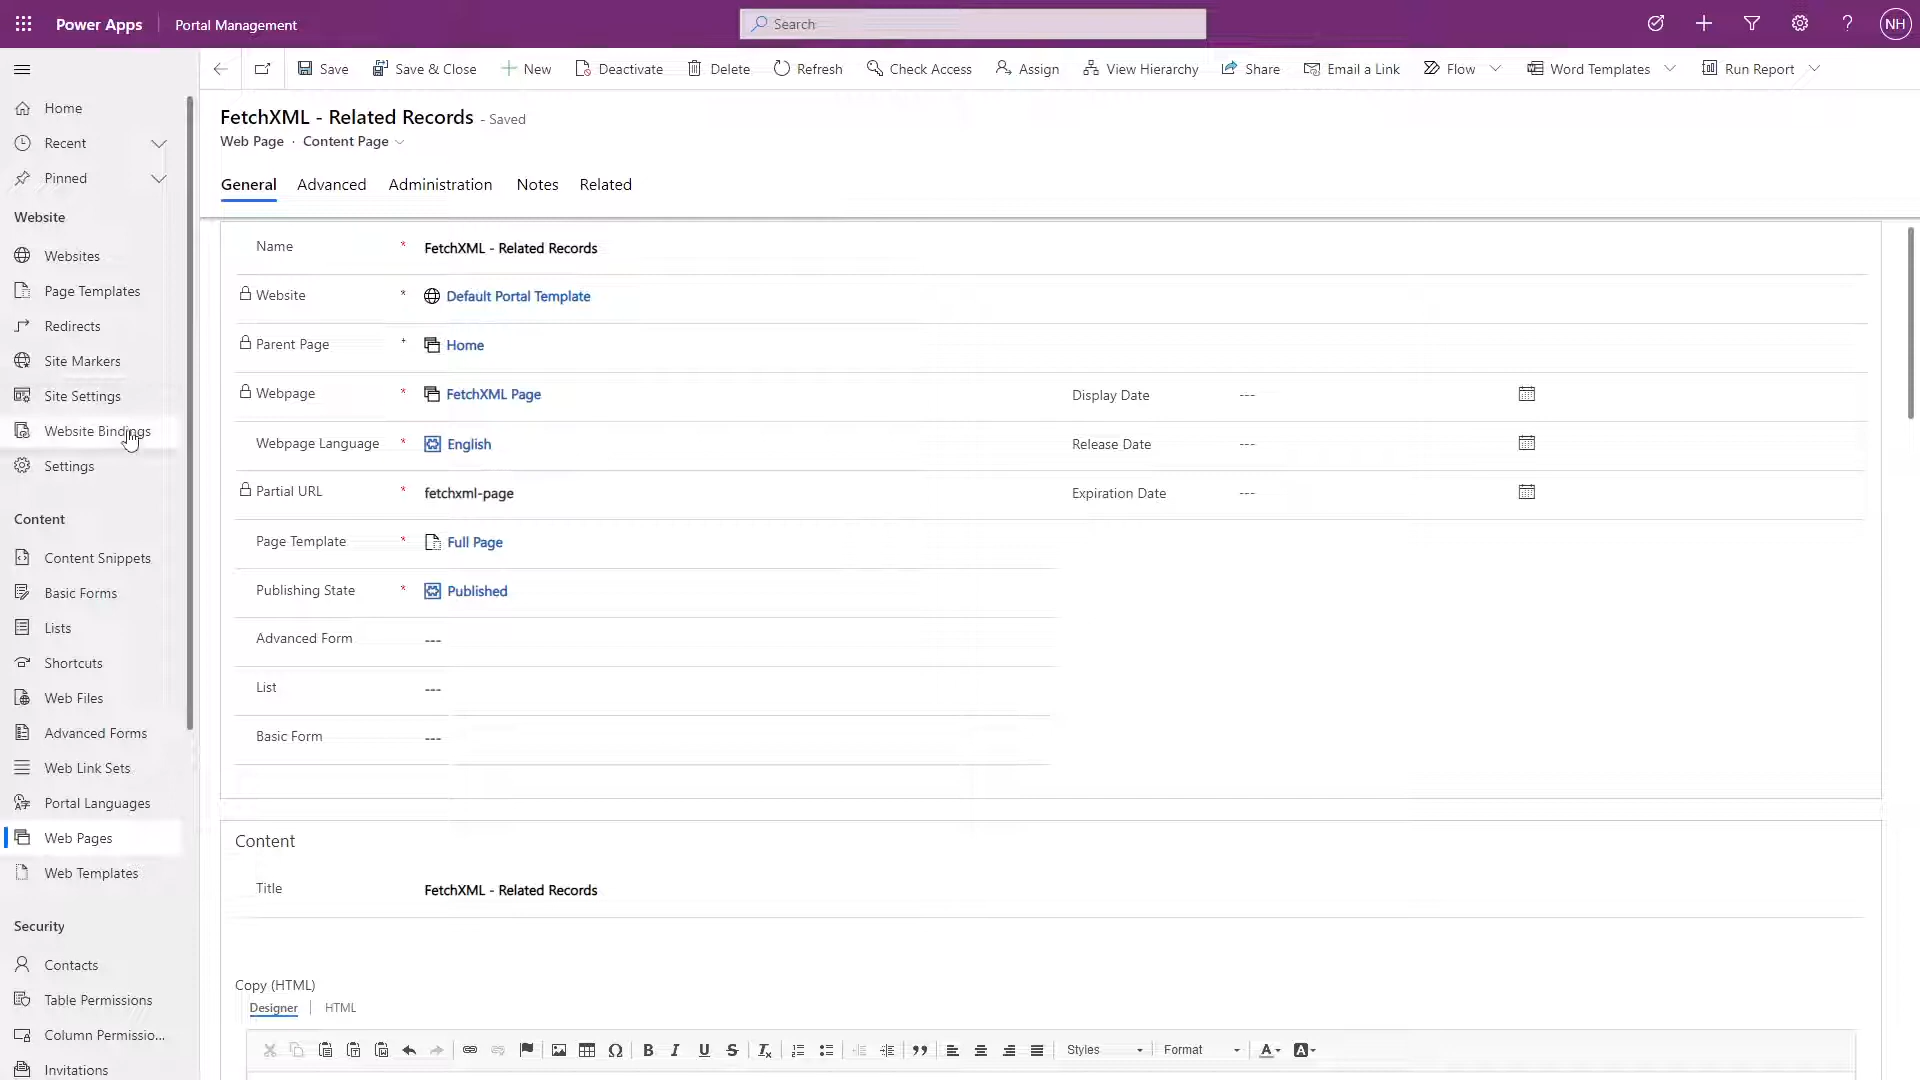 Power Apps Portal Management Search NH
Save Save & Close New Deactivate Delete Refresh Check Access Assign View Hierarchy Share Email a Link Flow Word Templates Run Report
Home
Recent
Pinned
Website
Websites
Page Templates
Redirects
Site Markers
Site Settings
Website Bindings
Settings
Content
Content Snippets
Basic Forms
Lists
Shortcuts
Web Files
Advanced Forms
Web Link Sets
Portal Languages
Web Pages
Web Templates
Security
Contacts
Table Permissions
Column Permissio...
Invitations
FetchXML - Related Records - Saved
Web Page · Content Page
General Advanced Administration Notes Related
Name * FetchXML - Related Records
Website * Default Portal Template
Parent Page * Home
Webpage * FetchXML Page Display Date ---
Webpage Language * English Release Date ---
Partial URL * fetchxml-page Expiration Date ---
Page Template * Full Page
Publishing State * Published
Advanced Form ---
List ---
Basic Form ---
Content
Title FetchXML - Related Records
Copy (HTML)
Designer | HTML
B I U S Styles Format A A